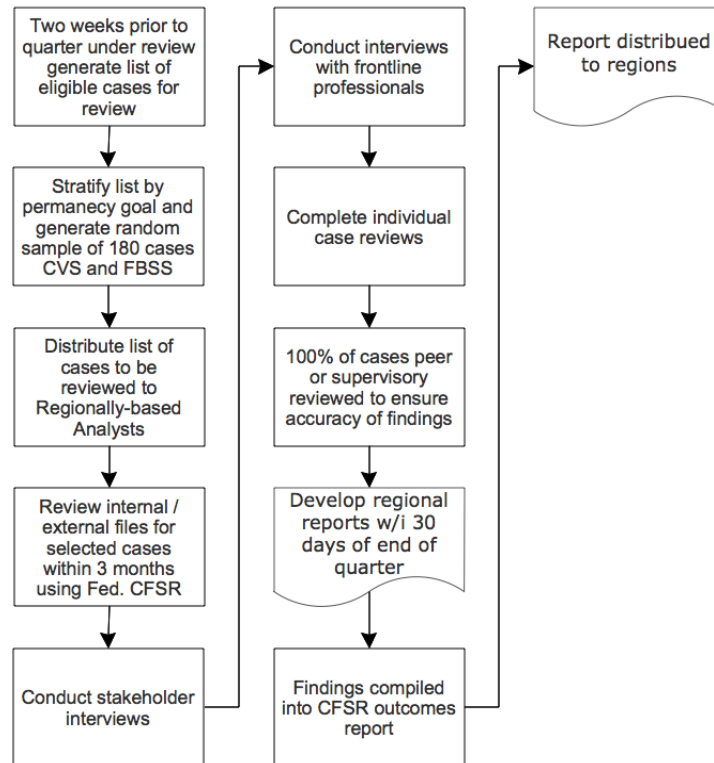 Two weeks prior to
quarter under review
generate list of
eligible cases for
review
Stratify list by
permanecy goal and
generate random
sample of 180 cases
CVS and FBSS
Distribute list of
cases to be
reviewed to
Regionally-based
Analysts
Review internal /
external files for
selected cases
within 3 months
using Fed. CFSR
Conduct stakeholder
interviews
Conduct interviews
with frontline
professionals
Complete individual
case reviews
100% of cases peer
or supervisory
reviewed to ensure
accuracy of findings
Develop regional
reports w/i 30
days of end of
quarter
Findings compiled
into CFSR outcomes
report
Report distribued
to regions